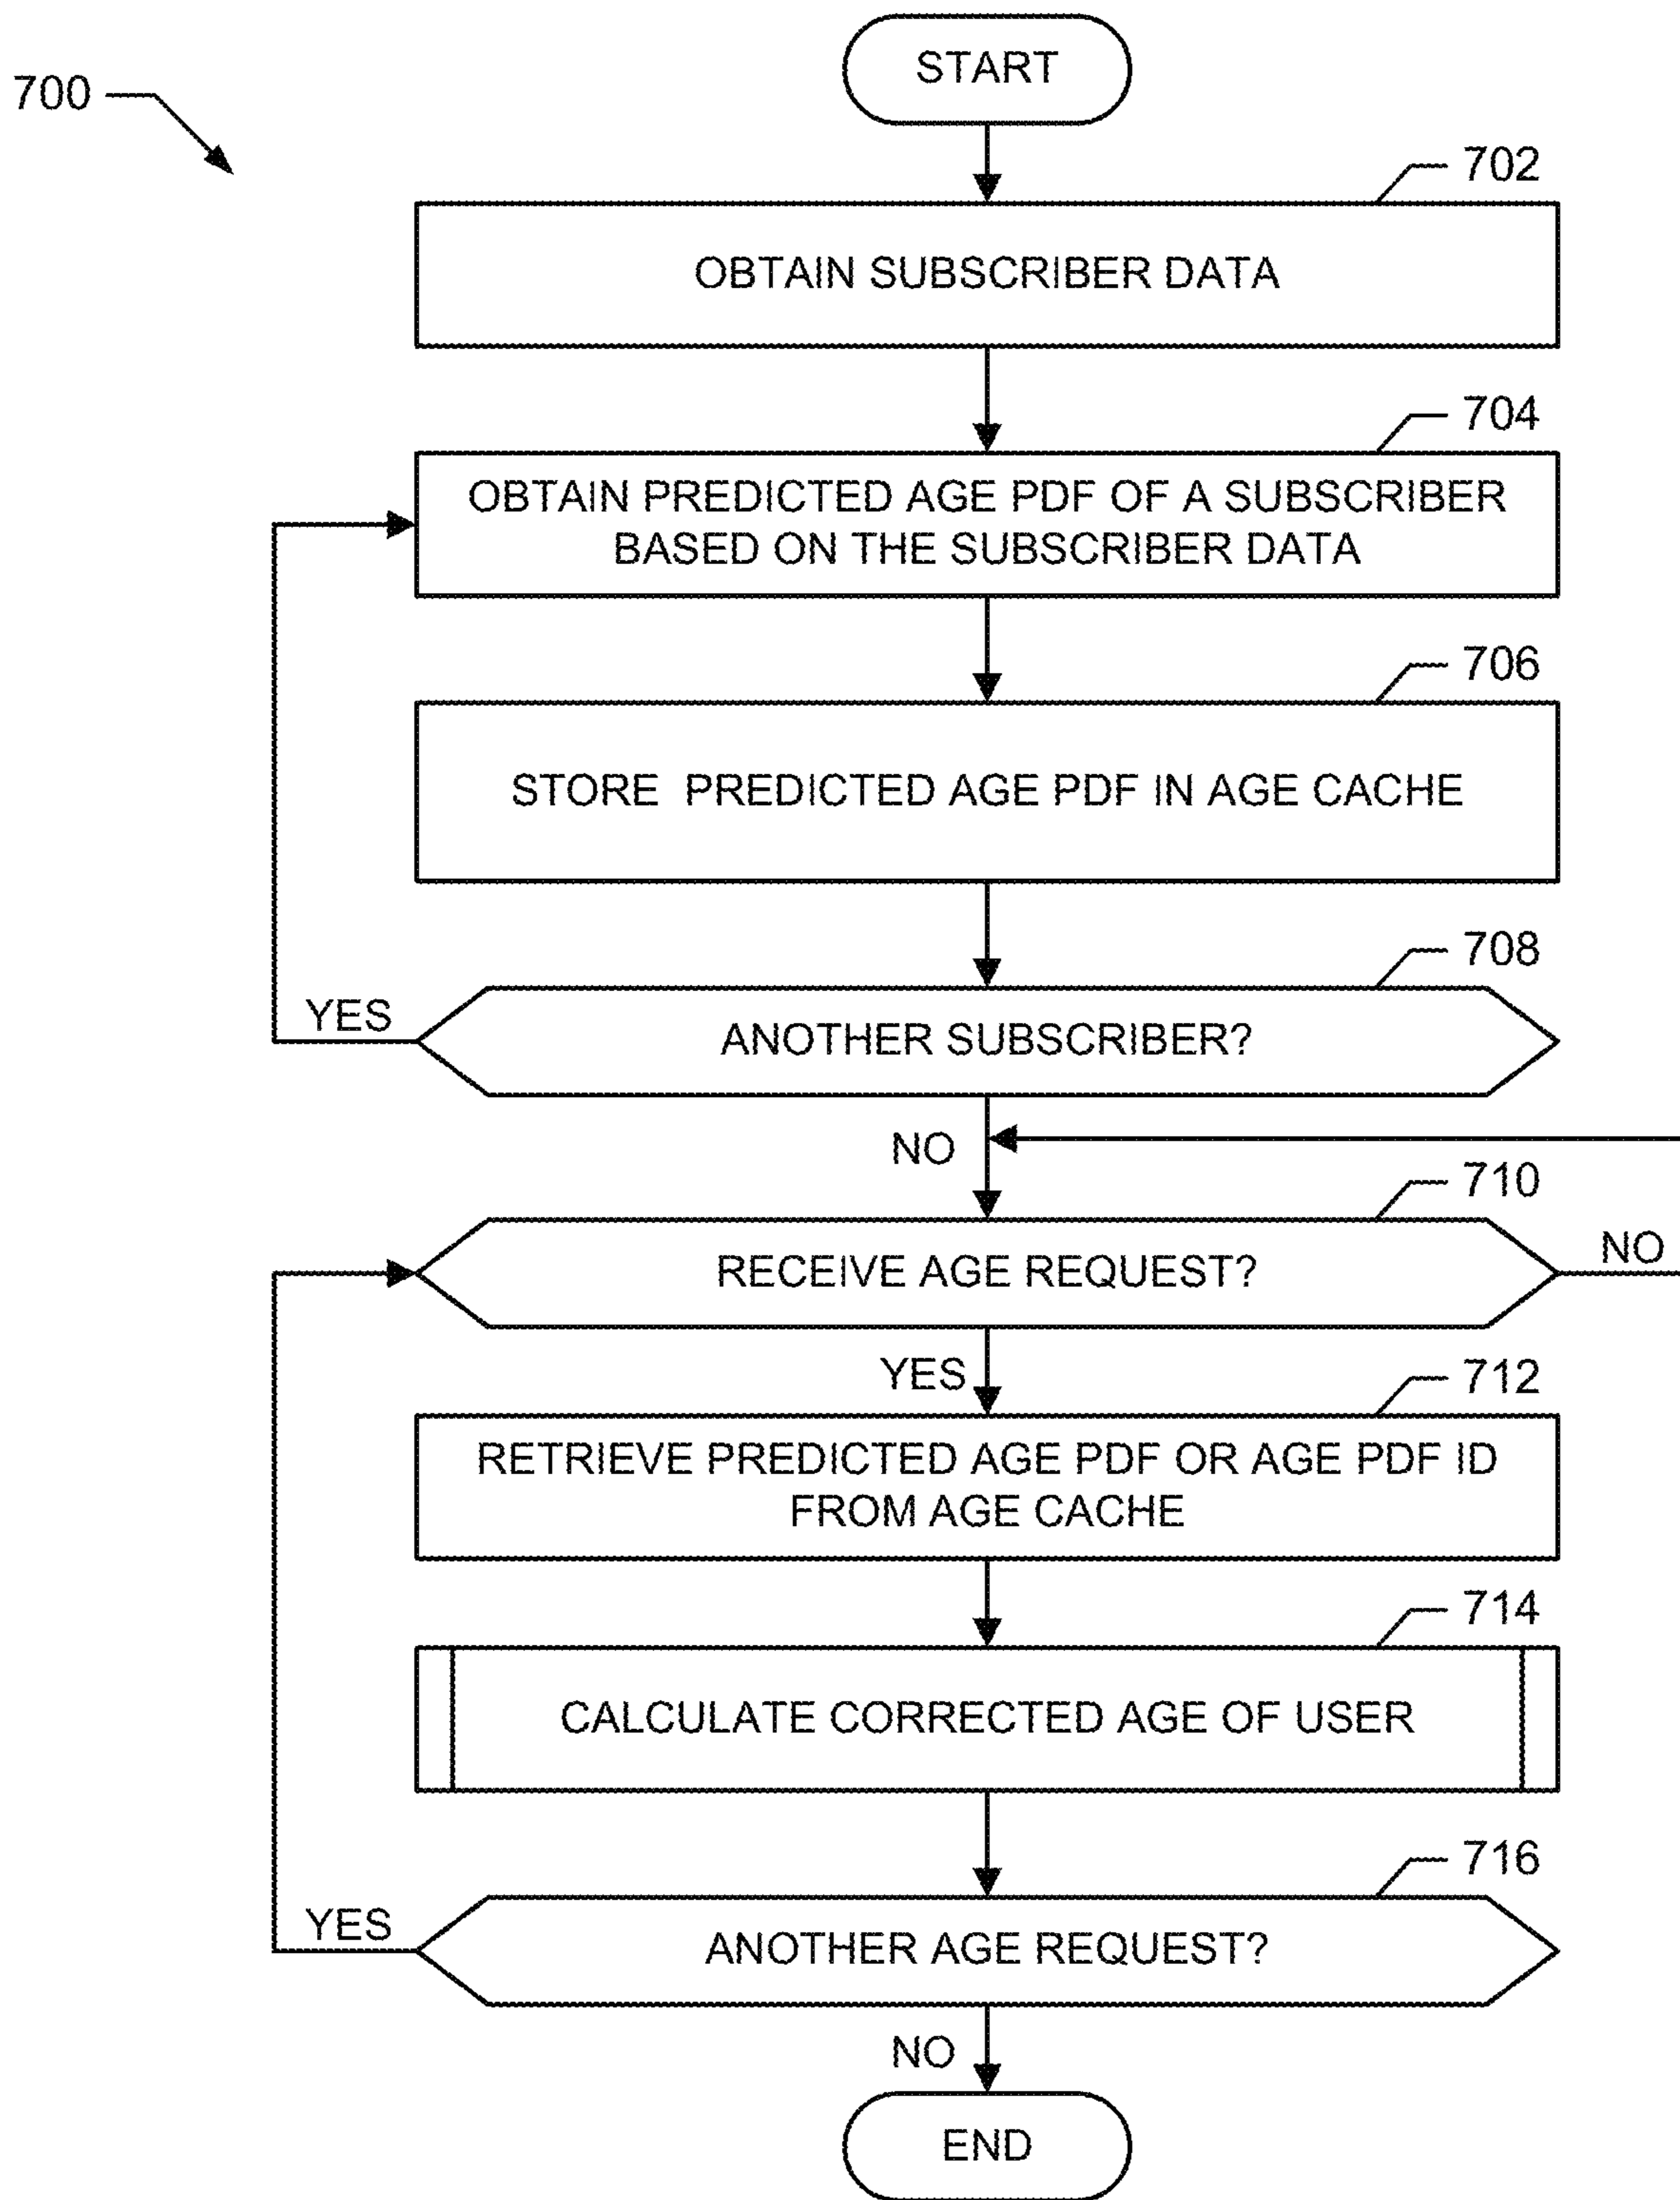 START
700
702
OBTAIN SUBSCRIBER DATA
704
OBTAIN PREDICTED AGE PDF OF A SUBSCRIBER
BASED ON THE SUBSCRIBER DATA
706
STORE PREDICTED AGE PDF IN AGE CACHE
708
YES
ANOTHER SUBSCRIBER?
NO
710
NO
RECEIVE AGE REQUEST?
YES
712
RETRIEVE PREDICTED AGE PDF OR AGE PDF ID
FROM AGE CACHE
714
CALCULATE CORRECTED AGE OF USER
716
YES
ANOTHER AGE REQUEST?
NO
END